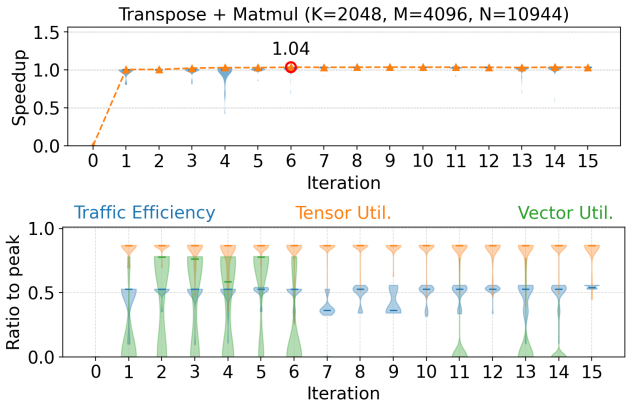 Transpose + Matmul (K=2048, M=4096, N=10944)
1.5
1.0
0.5
0.0
Speedup
1.04
0 1 2 3 4 5 6 7 8 9 10 11 12 13 14 15
Iteration
Traffic Efficiency Tensor Util. Vector Util.
1.0
0.5
0.0
Ratio to peak
0 1 2 3 4 5 6 7 8 9 10 11 12 13 14 15
Iteration